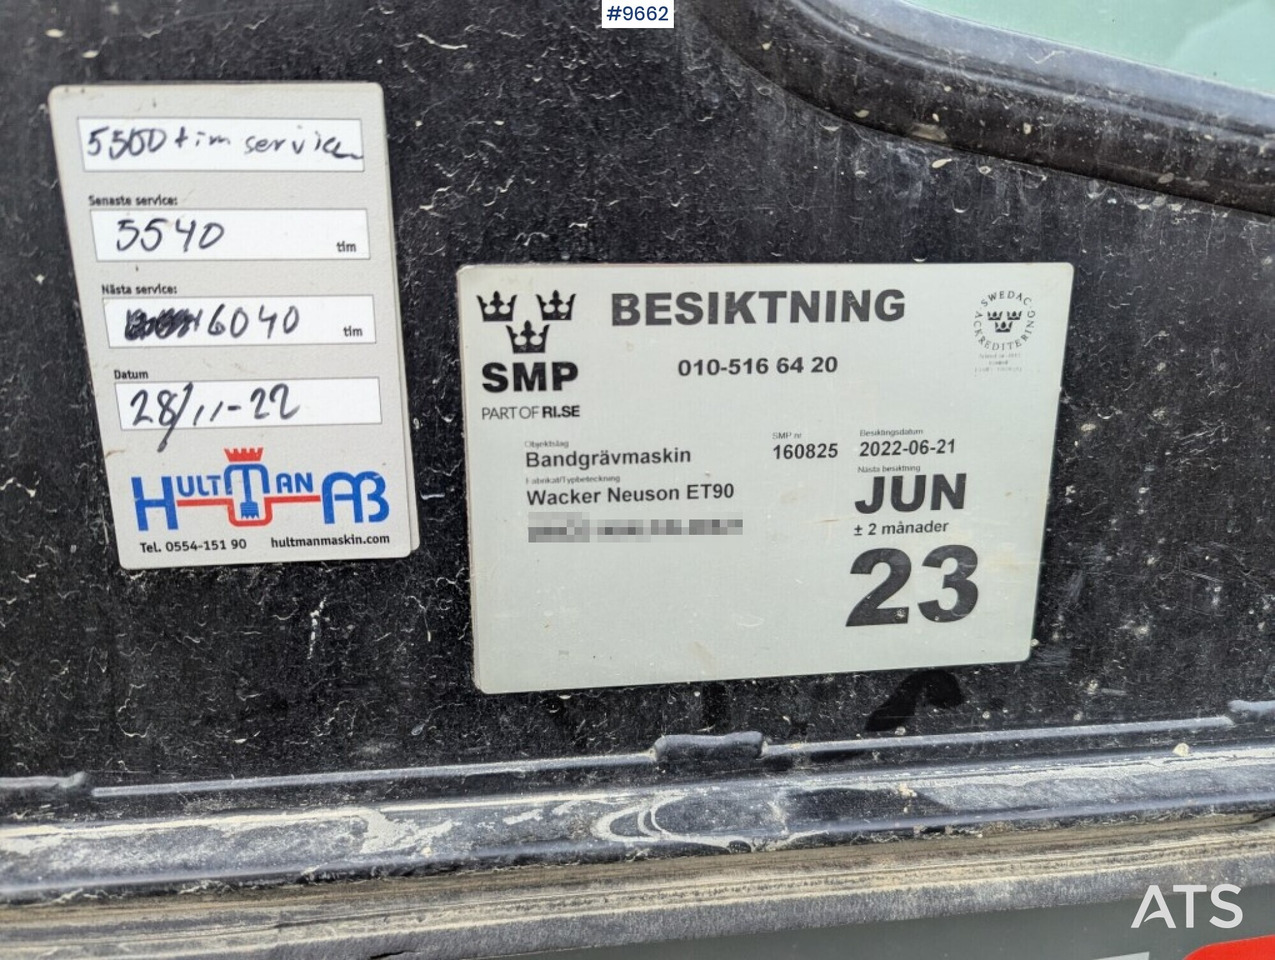 #9662
5500 tim service
Senaste service:
5540 tim
Nästa service:
6040 tim
Datum
28/11-22
HULTMAN AB
Tel. 0554-151 90 hultmanmaskin.com
SMP
PART OF RI.SE
BESIKTNING
010-516 64 20
SWEDAC
ACKREDITERING
Objektslag
Bandgrävmaskin
Fabrikat/Typbeteckning
Wacker Neuson ET90
SMP nr
160825
Besiktingsdatum
2022-06-21
Nästa besiktning
JUN
± 2 månader
23
ATS